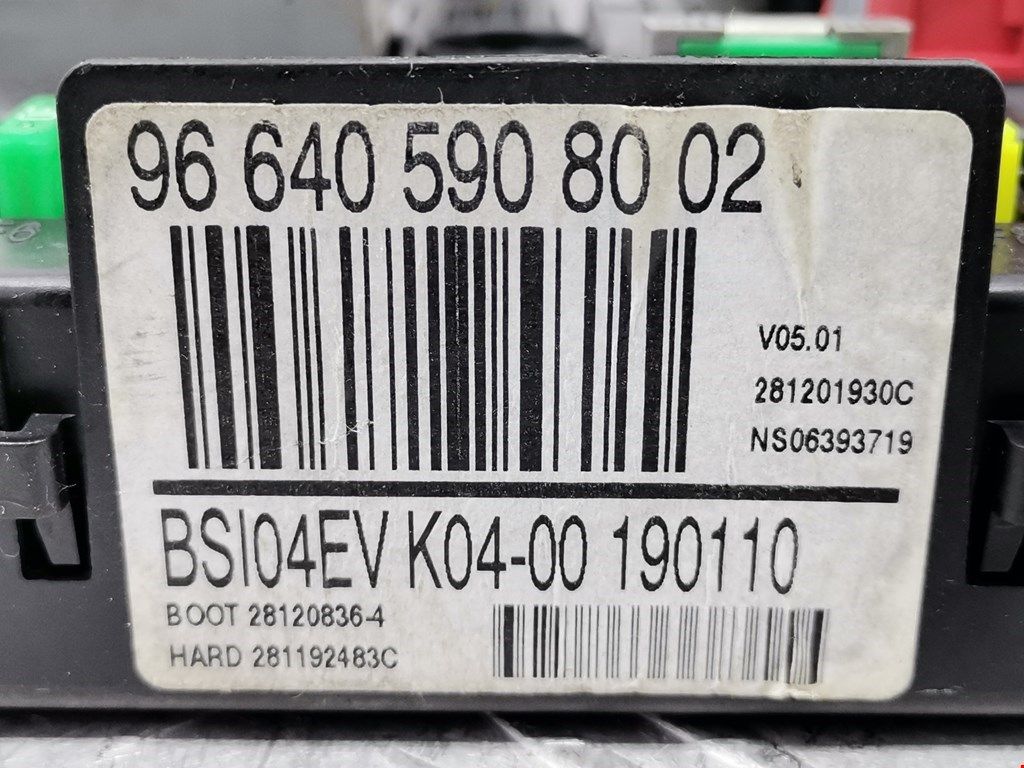 96 640 590 80 02
V05.01
281201930C
NS06393719
BSI04EV K04-00 190110
BOOT 28120836-4
HARD 281192483C